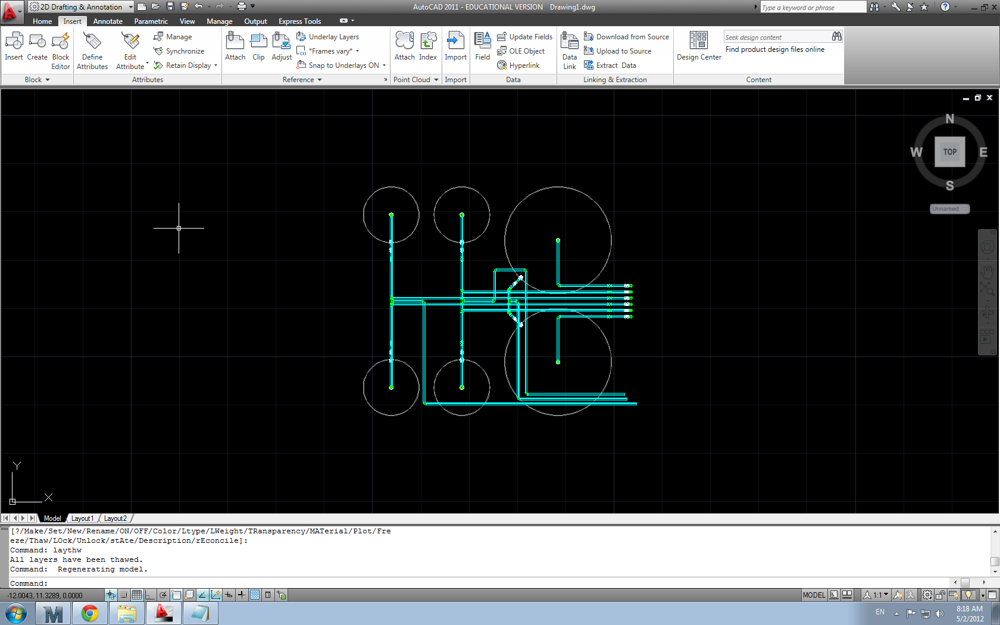 2D Drafting & Annotation
AutoCAD 2011 - EDUCATIONAL VERSION Drawing1.dwg
Type a keyword or phrase
Home Insert Annotate Parametric View Manage Output Express Tools
Insert Create Block Editor
Block
Define Attributes
Edit Attribute
Manage
Synchronize
Retain Display
Attributes
Attach Clip Adjust
Underlay Layers
*Frames vary*
Snap to Underlays ON
Reference
Attach Index
Point Cloud
Import
Import
Field
Update Fields
OLE Object
Hyperlink
Data
Data Link
Download from Source
Upload to Source
Extract Data
Linking & Extraction
Design Center
Seek design content
Find product design files online
Content
N
W TOP E
S
Unnamed
Y
X
Model Layout1 Layout2
[?/Make/Set/New/Rename/ON/OFF/Color/Ltype/LWeight/TRansparency/MATerial/Plot/Fre
eze/Thaw/LOck/Unlock/stAte/Description/rEconcile]:
Command: laythw
All layers have been thawed.
Command:  Regenerating model.
Command:
-12.0043, 11.3289, 0.0000
MODEL
1:1
EN
8:18 AM
5/2/2012